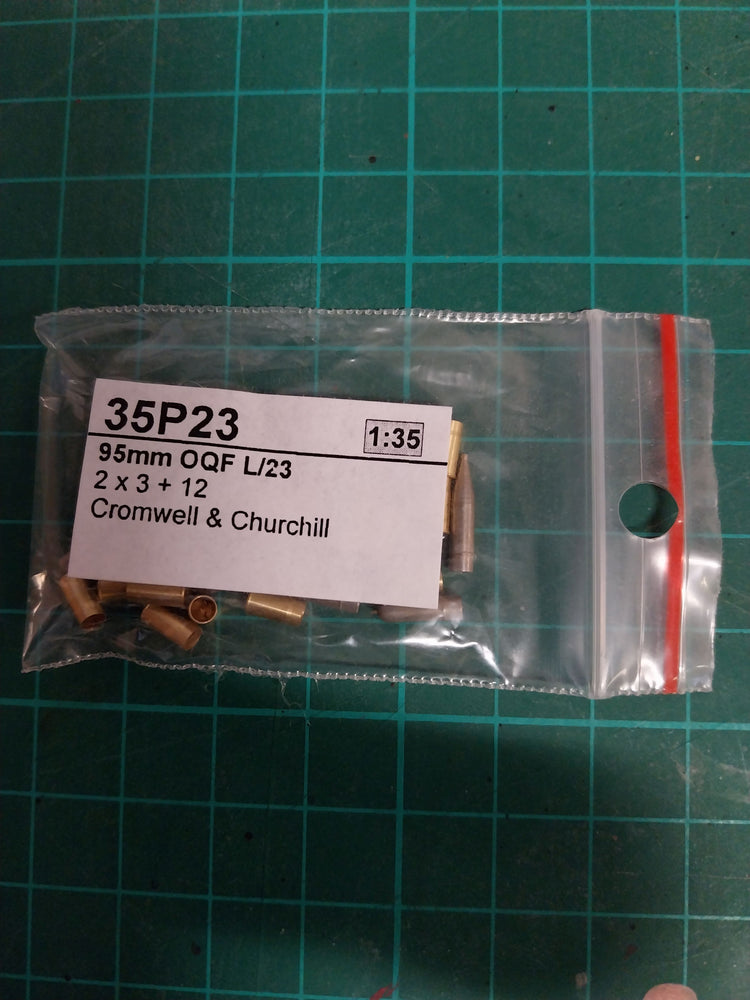 35P23
1:35
95mm OQF L/23
2 x 3 + 12
Cromwell & Churchill